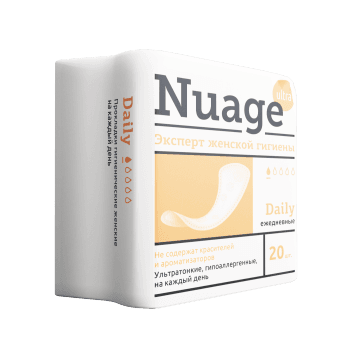 Nuage
ultra
Эксперт женской гигиены
Daily
ежедневные
Не содержат красителей
и ароматизаторов
Ультратонкие, гипоаллергенные,
на каждый день
20 шт.
Daily
Прокладки гигиенические женские
на каждый день